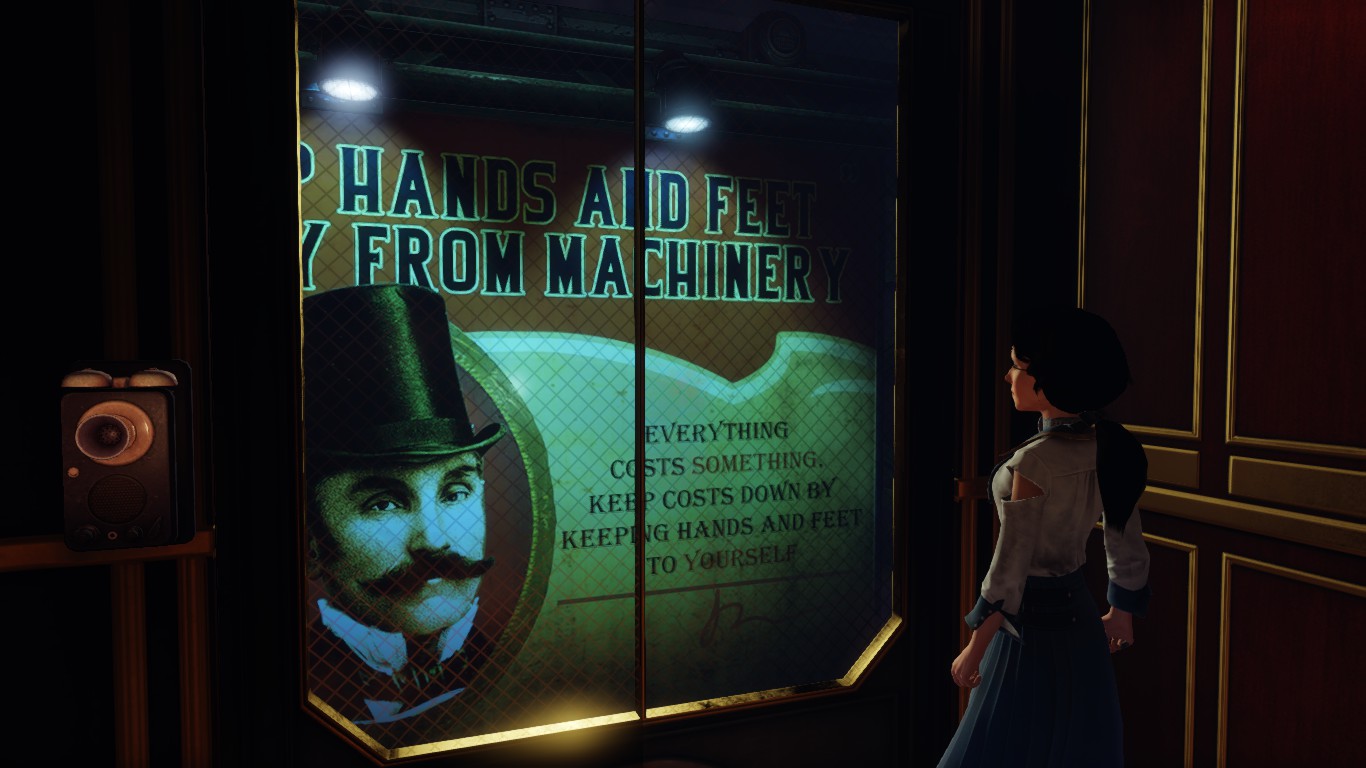 P HANDS AND FEET
Y FROM MACHINERY
EVERYTHING
COSTS SOMETHING.
KEEP COSTS DOWN BY
KEEPING HANDS AND FEET
TO YOURSELF